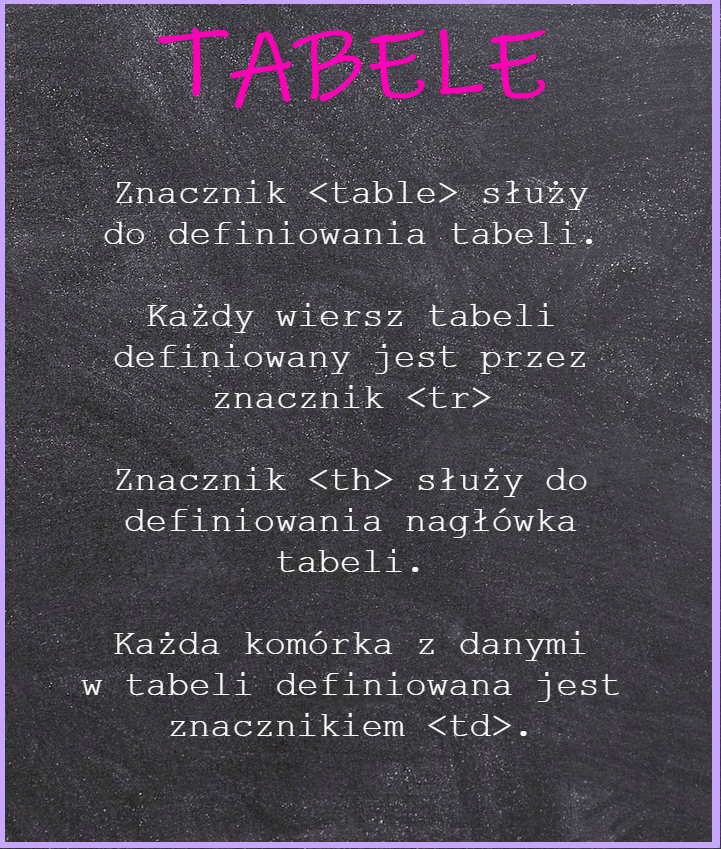 TABELE
Znacznik <table> służy
do definiowania tabeli.
Każdy wiersz tabeli
definiowany jest przez
znacznik <tr>
Znacznik <th> służy do
definiowania nagłówka
tabeli.
Każda komórka z danymi
w tabeli definiowana jest
znacznikiem <td>.